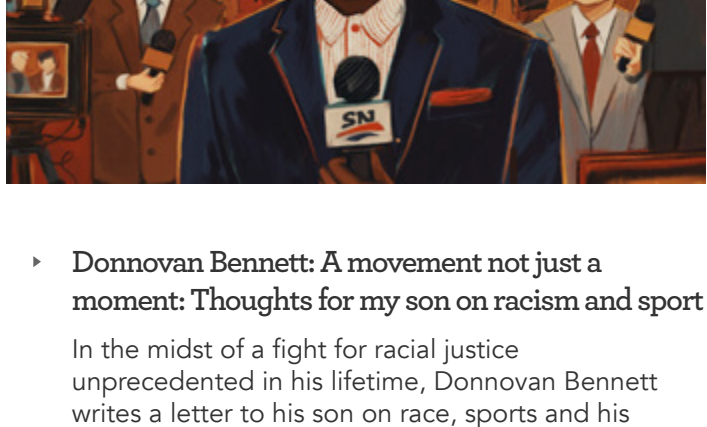 SN
Donnovan Bennett: A movement not just a
moment: Thoughts for my son on racism and sport
In the midst of a fight for racial justice
unprecedented in his lifetime, Donnovan Bennett
writes a letter to his son on race, sports and his